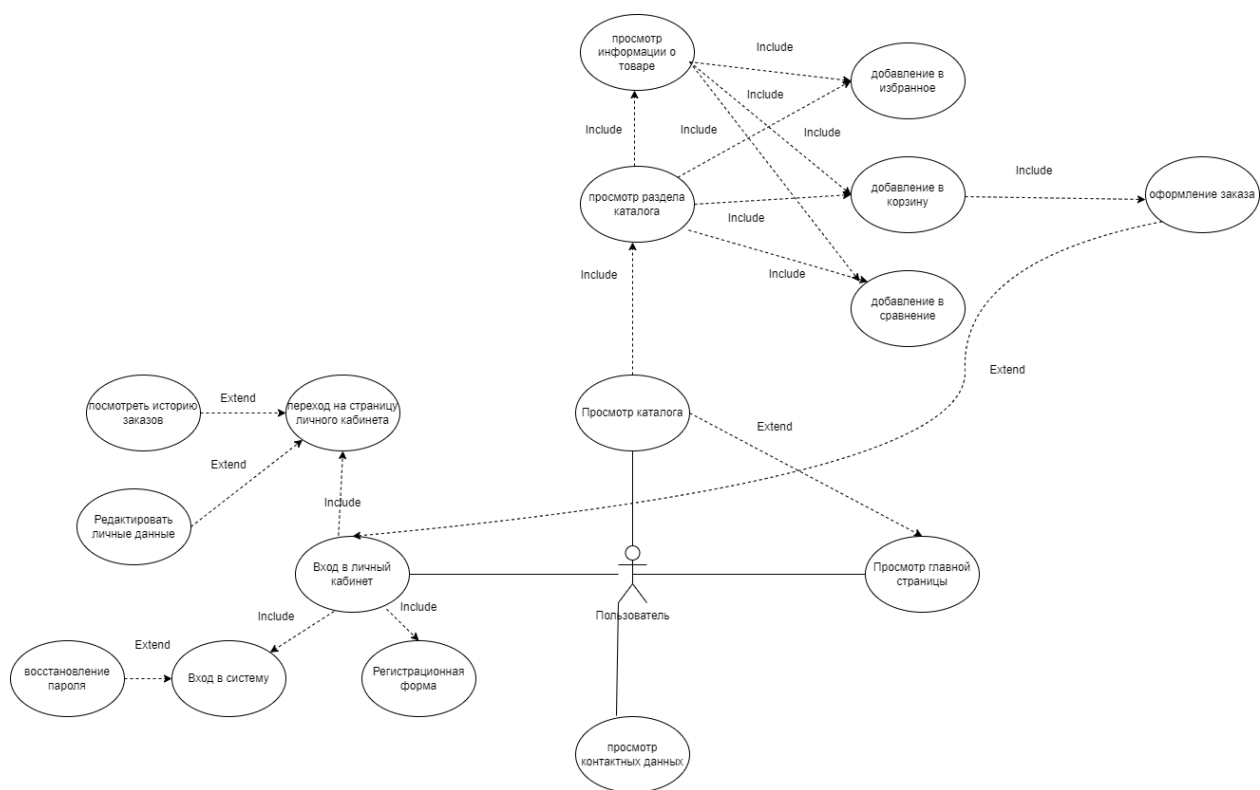 просмотр
информации о
товаре
Include
добавление в
избранное
Include
Include
Include
Include
просмотр раздела
каталога
добавление в
корзину
Include
оформление заказа
Include
Include
Include
добавление в
сравнение
Extend
посмотреть историю
заказов
Extend
переход на страницу
личного кабинета
Просмотр каталога
Extend
Extend
Редактировать
личные данные
Include
Вход в личный
кабинет
Просмотр главной
страницы
Пользователь
Include
Include
Extend
восстановление
пароля
Вход в систему
Регистрационная
форма
просмотр
контактных данных